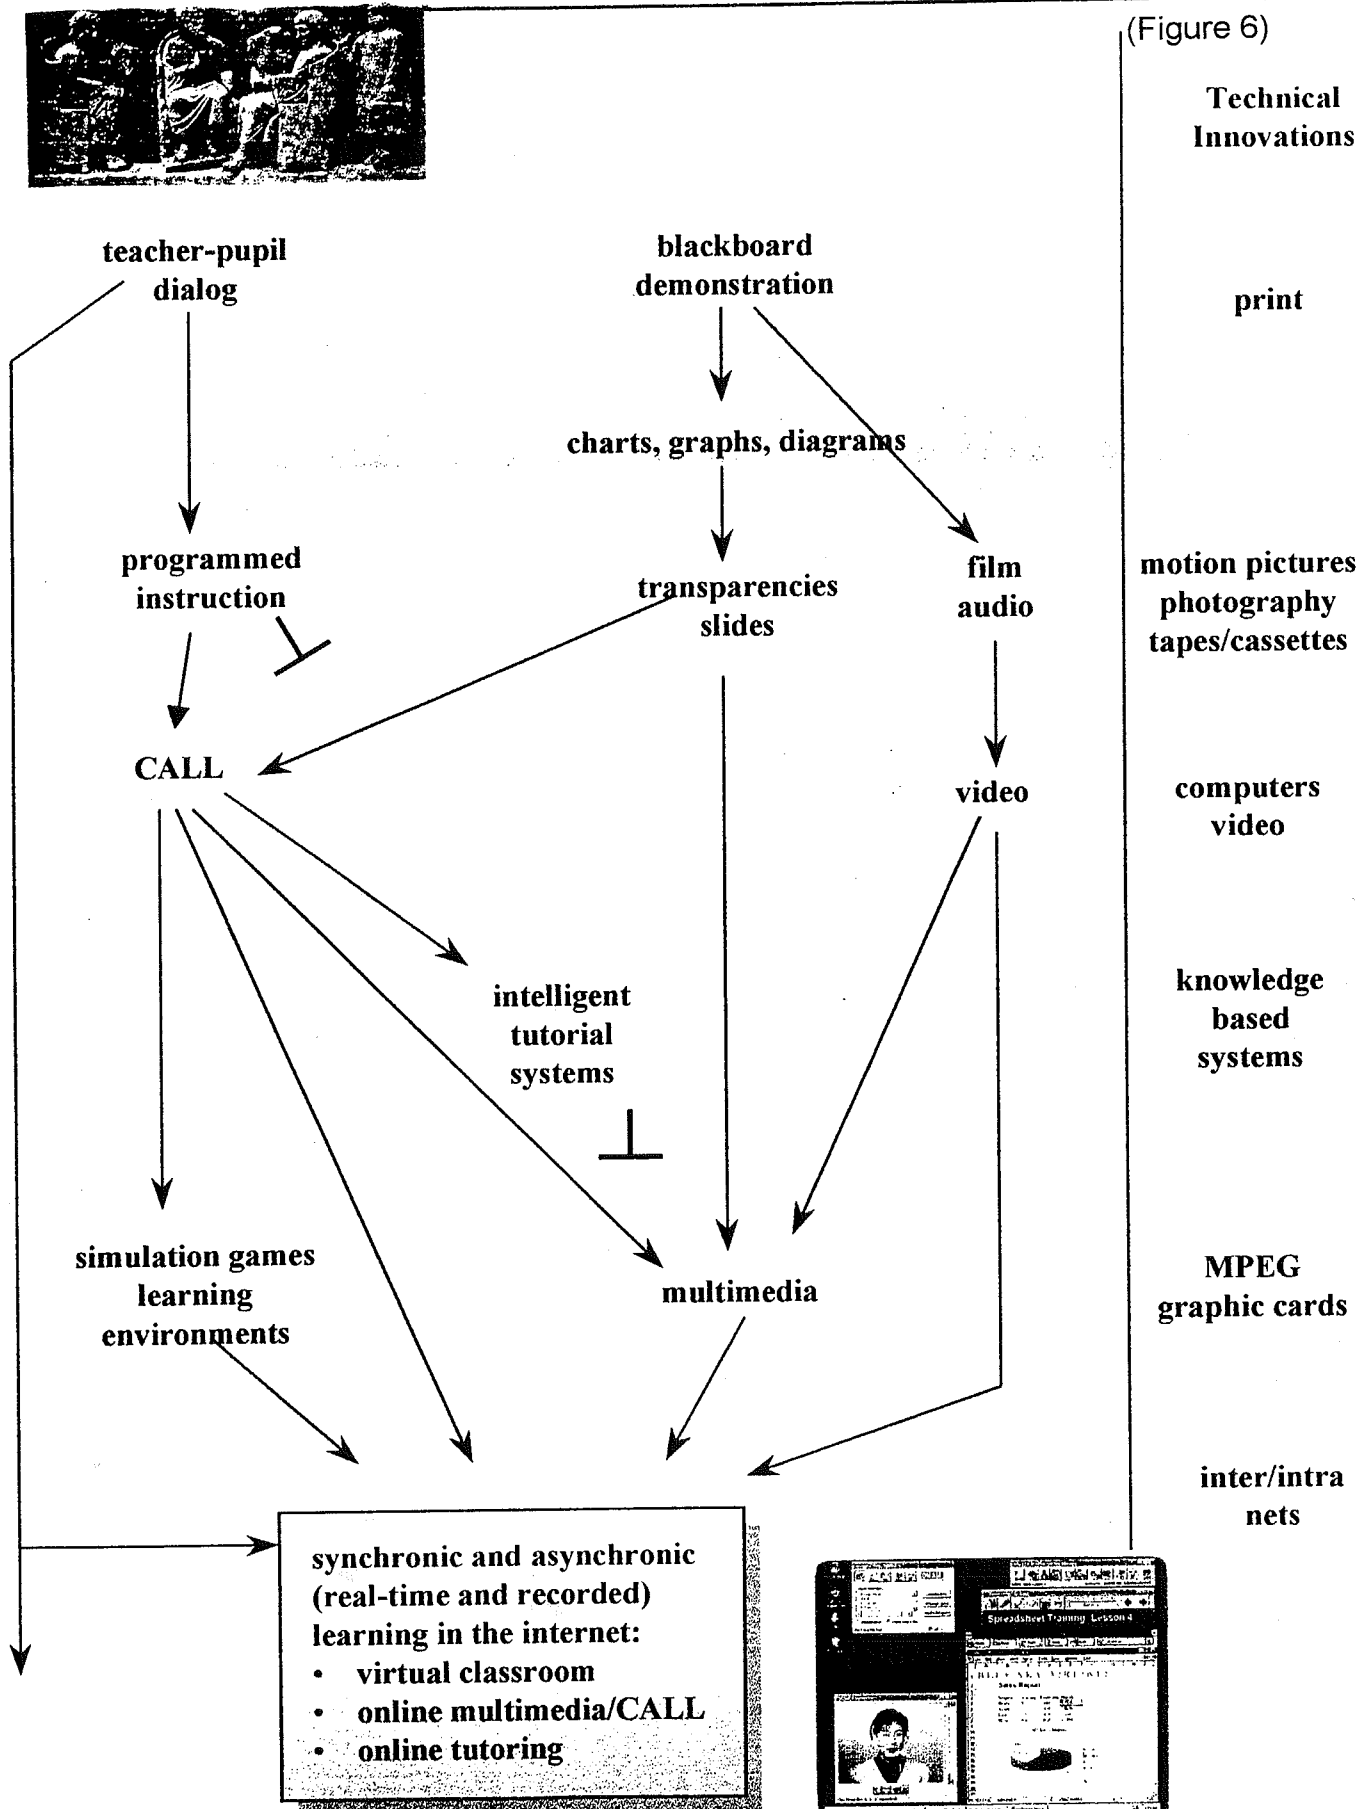 (Figure 6)
Technical
Innovations
teacher-pupil
dialog
blackboard
demonstration
print
charts, graphs, diagrams
programmed
instruction
transparencies
slides
film
audio
motion pictures
photography
tapes/cassettes
CALL
video
computers
video
intelligent
tutorial
systems
knowledge
based
systems
simulation games
learning
environments
multimedia
MPEG
graphic cards
inter/intra
nets
synchronic and asynchronic
(real-time and recorded)
learning in the internet:
• virtual classroom
• online multimedia/CALL
• online tutoring
Spreadsheet Training Lesson 4
Sales Report